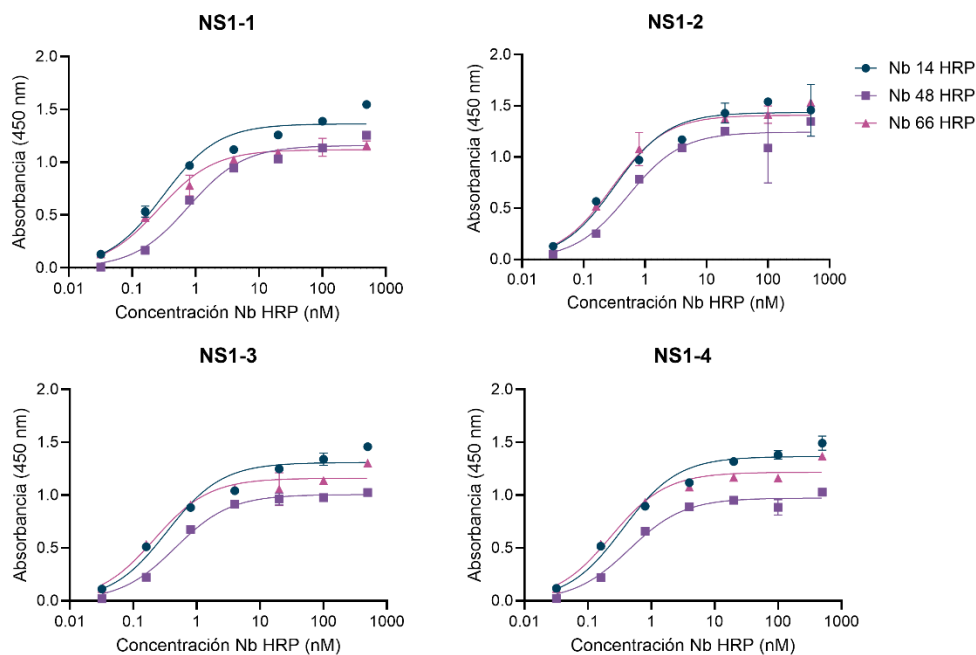 NS1-1
2.0
1.5
1.0
0.5
0.0
Absorbancia (450 nm)
0.01 0.1 1 10 100 1000
Concentración Nb HRP (nM)
NS1-2
2.0
1.5
1.0
0.5
0.0
Absorbancia (450 nm)
0.01 0.1 1 10 100 1000
Concentración Nb HRP (nM)
Nb 14 HRP
Nb 48 HRP
Nb 66 HRP
NS1-3
2.0
1.5
1.0
0.5
0.0
Absorbancia (450 nm)
0.01 0.1 1 10 100 1000
Concentración Nb HRP (nM)
NS1-4
2.0
1.5
1.0
0.5
0.0
Absorbancia (450 nm)
0.01 0.1 1 10 100 1000
Concentración Nb HRP (nM)